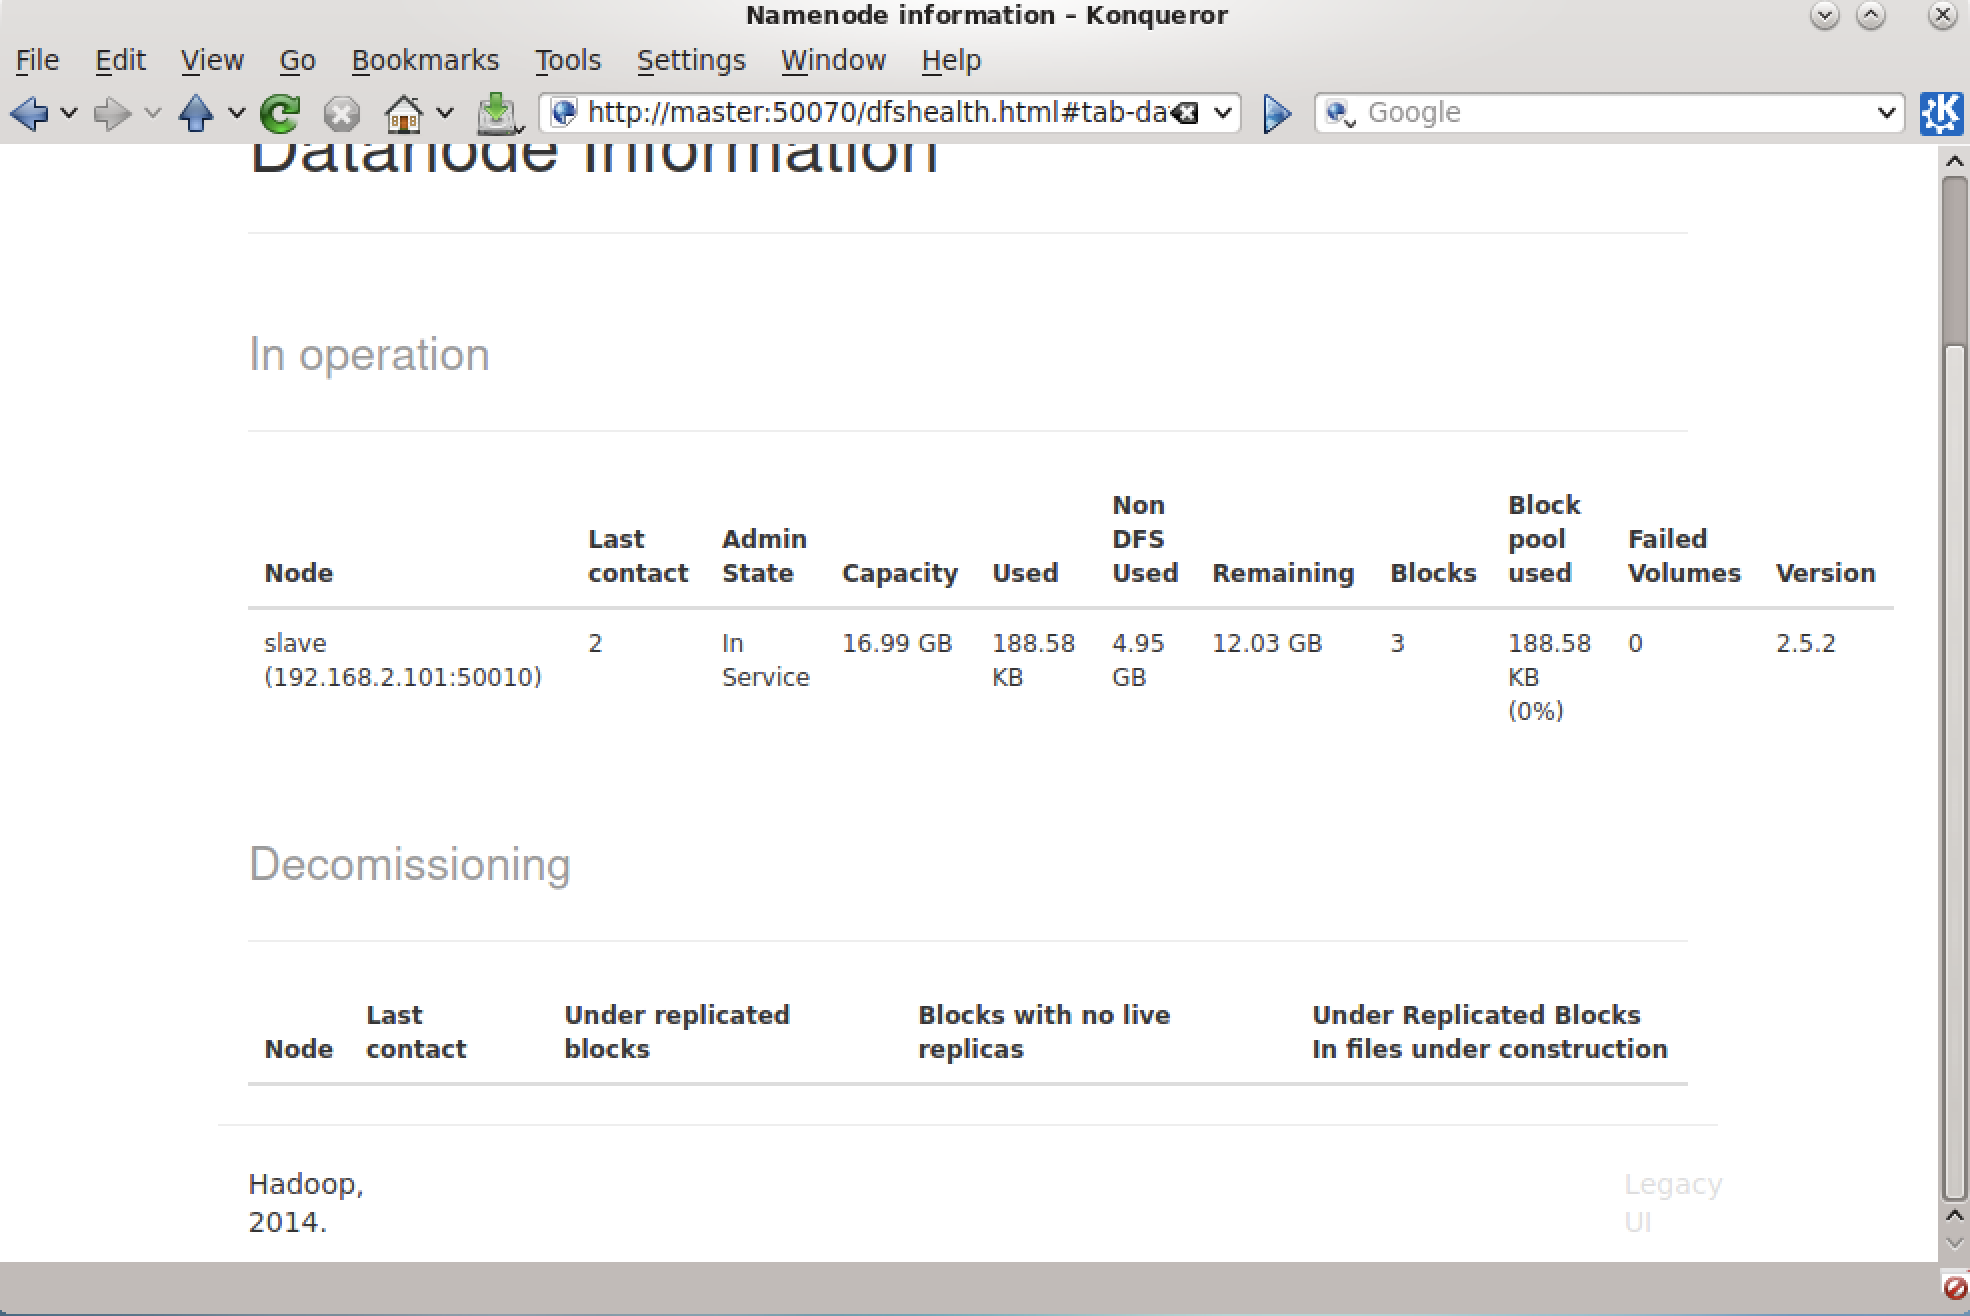 Namenode information – Konqueror
File Edit View Go Bookmarks Tools Settings Window Help
http://master:50070/dfshealth.html#tab-da Google
Datanode Information
In operation
Node Last contact Admin State Capacity Used Non DFS Used Remaining Blocks Block pool used Failed Volumes Version
slave (192.168.2.101:50010) 2 In Service 16.99 GB 188.58 KB 4.95 GB 12.03 GB 3 188.58 KB (0%) 0 2.5.2
Decomissioning
Node Last contact Under replicated blocks Blocks with no live replicas Under Replicated Blocks In files under construction
Hadoop,
2014.
Legacy
UI